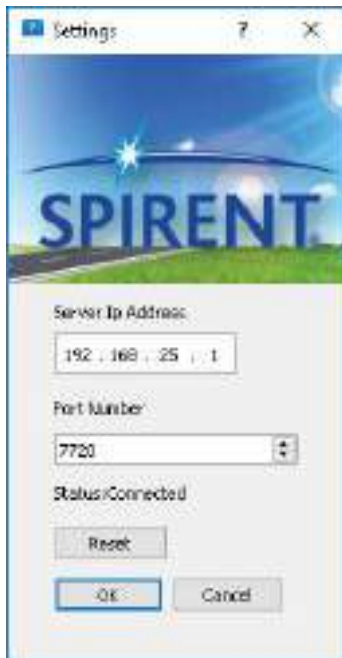 Settings ? ×
SPIRENT
Server Ip Address
192 . 168 . 25 . 1
Port Number
7720
Status:Connected
Reset
OK Cancel